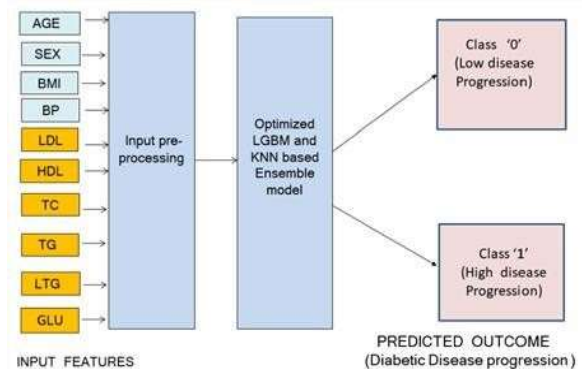 AGE
SEX
BMI
BP
LDL
HDL
TC
TG
LTG
GLU
INPUT FEATURES
Input pre-
processing
Optimized
LGBM and
KNN based
Ensemble
model
Class '0'
(Low disease
Progression)
Class '1'
(High disease
Progression)
PREDICTED OUTCOME
(Diabetic Disease progression)